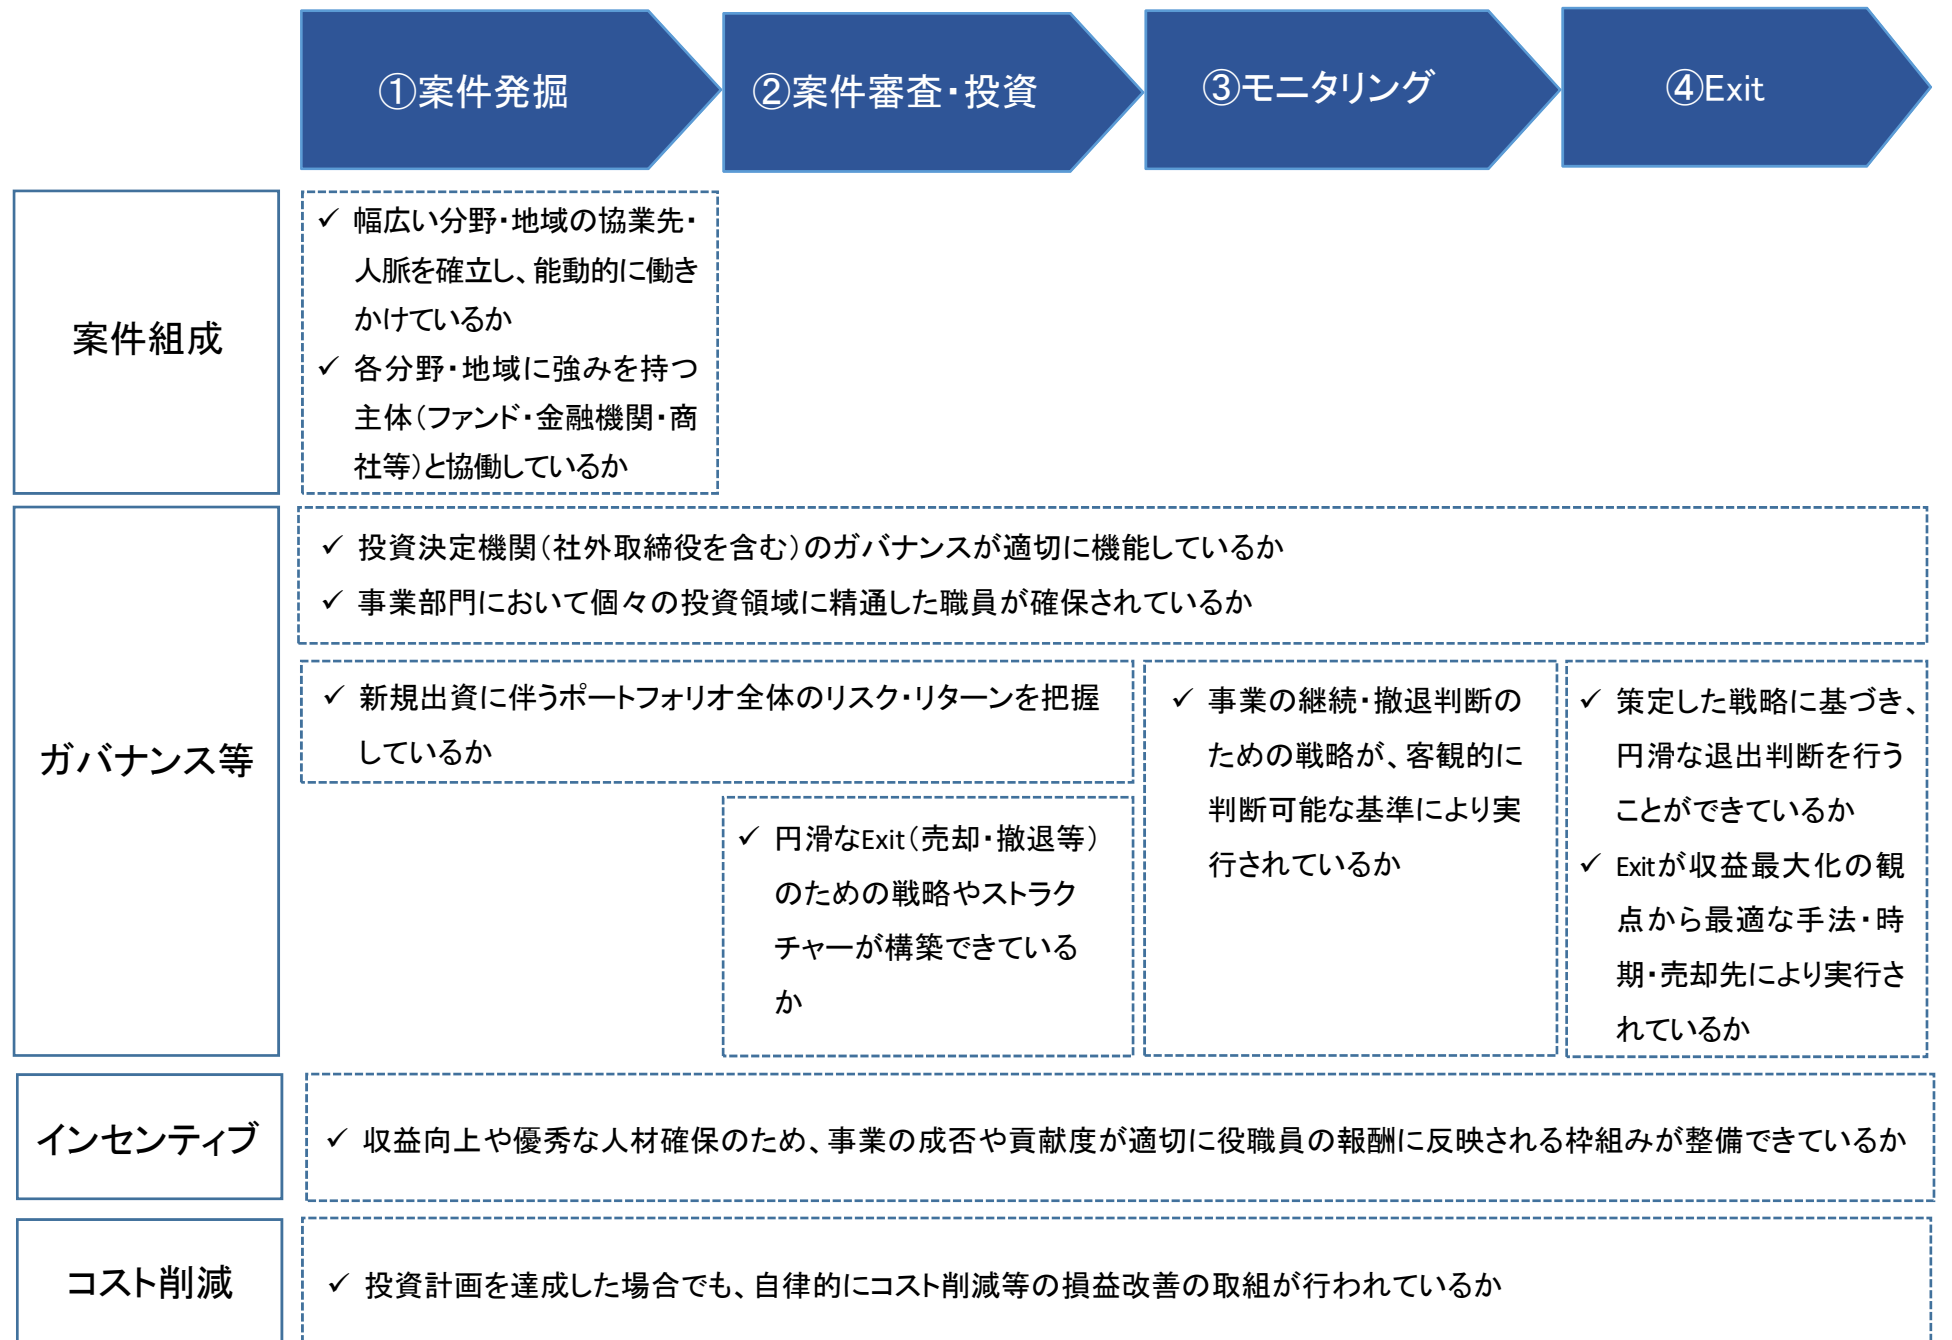 ①案件発掘
②案件審査・投資
③モニタリング
④Exit
案件組成
✓ 幅広い分野・地域の協業先・
人脈を確立し、能動的に働き
かけているか
✓ 各分野・地域に強みを持つ
主体(ファンド・金融機関・商
社等)と協働しているか
ガバナンス等
✓ 投資決定機関(社外取締役を含む)のガバナンスが適切に機能しているか
✓ 事業部門において個々の投資領域に精通した職員が確保されているか
✓ 新規出資に伴うポートフォリオ全体のリスク・リターンを把握
しているか
✓ 円滑なExit(売却・撤退等)
のための戦略やストラク
チャーが構築できている
か
✓ 事業の継続・撤退判断の
ための戦略が、客観的に
判断可能な基準により実
行されているか
✓ 策定した戦略に基づき、
円滑な退出判断を行う
ことができているか
✓ Exitが収益最大化の観
点から最適な手法・時
期・売却先により実行さ
れているか
インセンティブ
✓ 収益向上や優秀な人材確保のため、事業の成否や貢献度が適切に役職員の報酬に反映される枠組みが整備できているか
コスト削減
✓ 投資計画を達成した場合でも、自律的にコスト削減等の損益改善の取組が行われているか